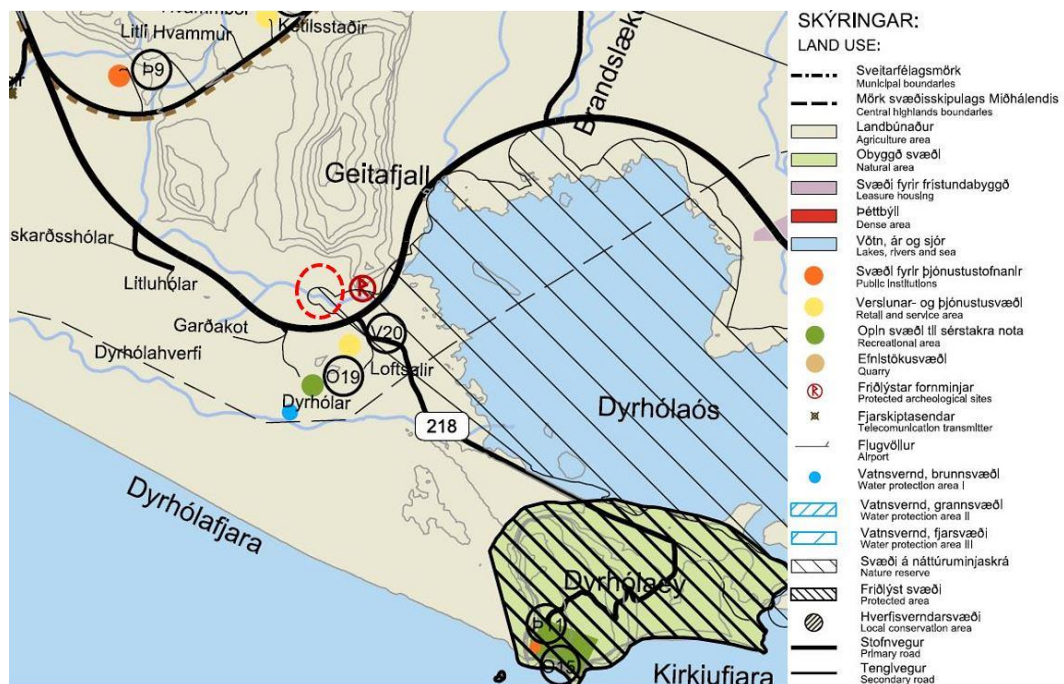 Litli Hvammur
Ketilsstaðir
Þ9
Brandslæk
Geitafjall
skarðshólar
Litluhólar
Garðakot
V20
Dyrhólahverfi
Loftsalir
Ö19
Dyrhólar
218
Dyrhólaós
Dyrhólafjara
Dyrhólaey
Þ11
Kirkjufjara
SKÝRINGAR:
LAND USE:
Sveitarfélagsmörk
Municipal boundaries
Mörk svæðisskipulags Miðhálendis
Central highlands boundaries
Landbúnaður
Agriculture area
Óbyggð svæði
Natural area
Svæði fyrir frístundabyggð
Leasure housing
Þéttbýli
Dense area
Vötn, ár og sjór
Lakes, rivers and sea
Svæði fyrir þjónustustofnanir
Public institutions
Verslunar- og þjónustusvæði
Retail and service area
Opin svæði til sérstakra nota
Recreational area
Efnistökusvæði
Quarry
R
Friðlýstar fornminjar
Protected archeological sites
Fjarskiptasendar
Telecomunication transmitter
Flugvöllur
Airport
Vatnsvernd, brunnsvæði
Water protection area I
Vatnsvernd, grannsvæði
Water protection area II
Vatnsvernd, fjarsvæði
Water protection area III
Svæði á náttúruminjaskrá
Nature reserve
Friðlýst svæði
Protected area
Hverfisverndarsvæði
Local conservation area
Stofnvegur
Primary road
Tengivegur
Secondary road